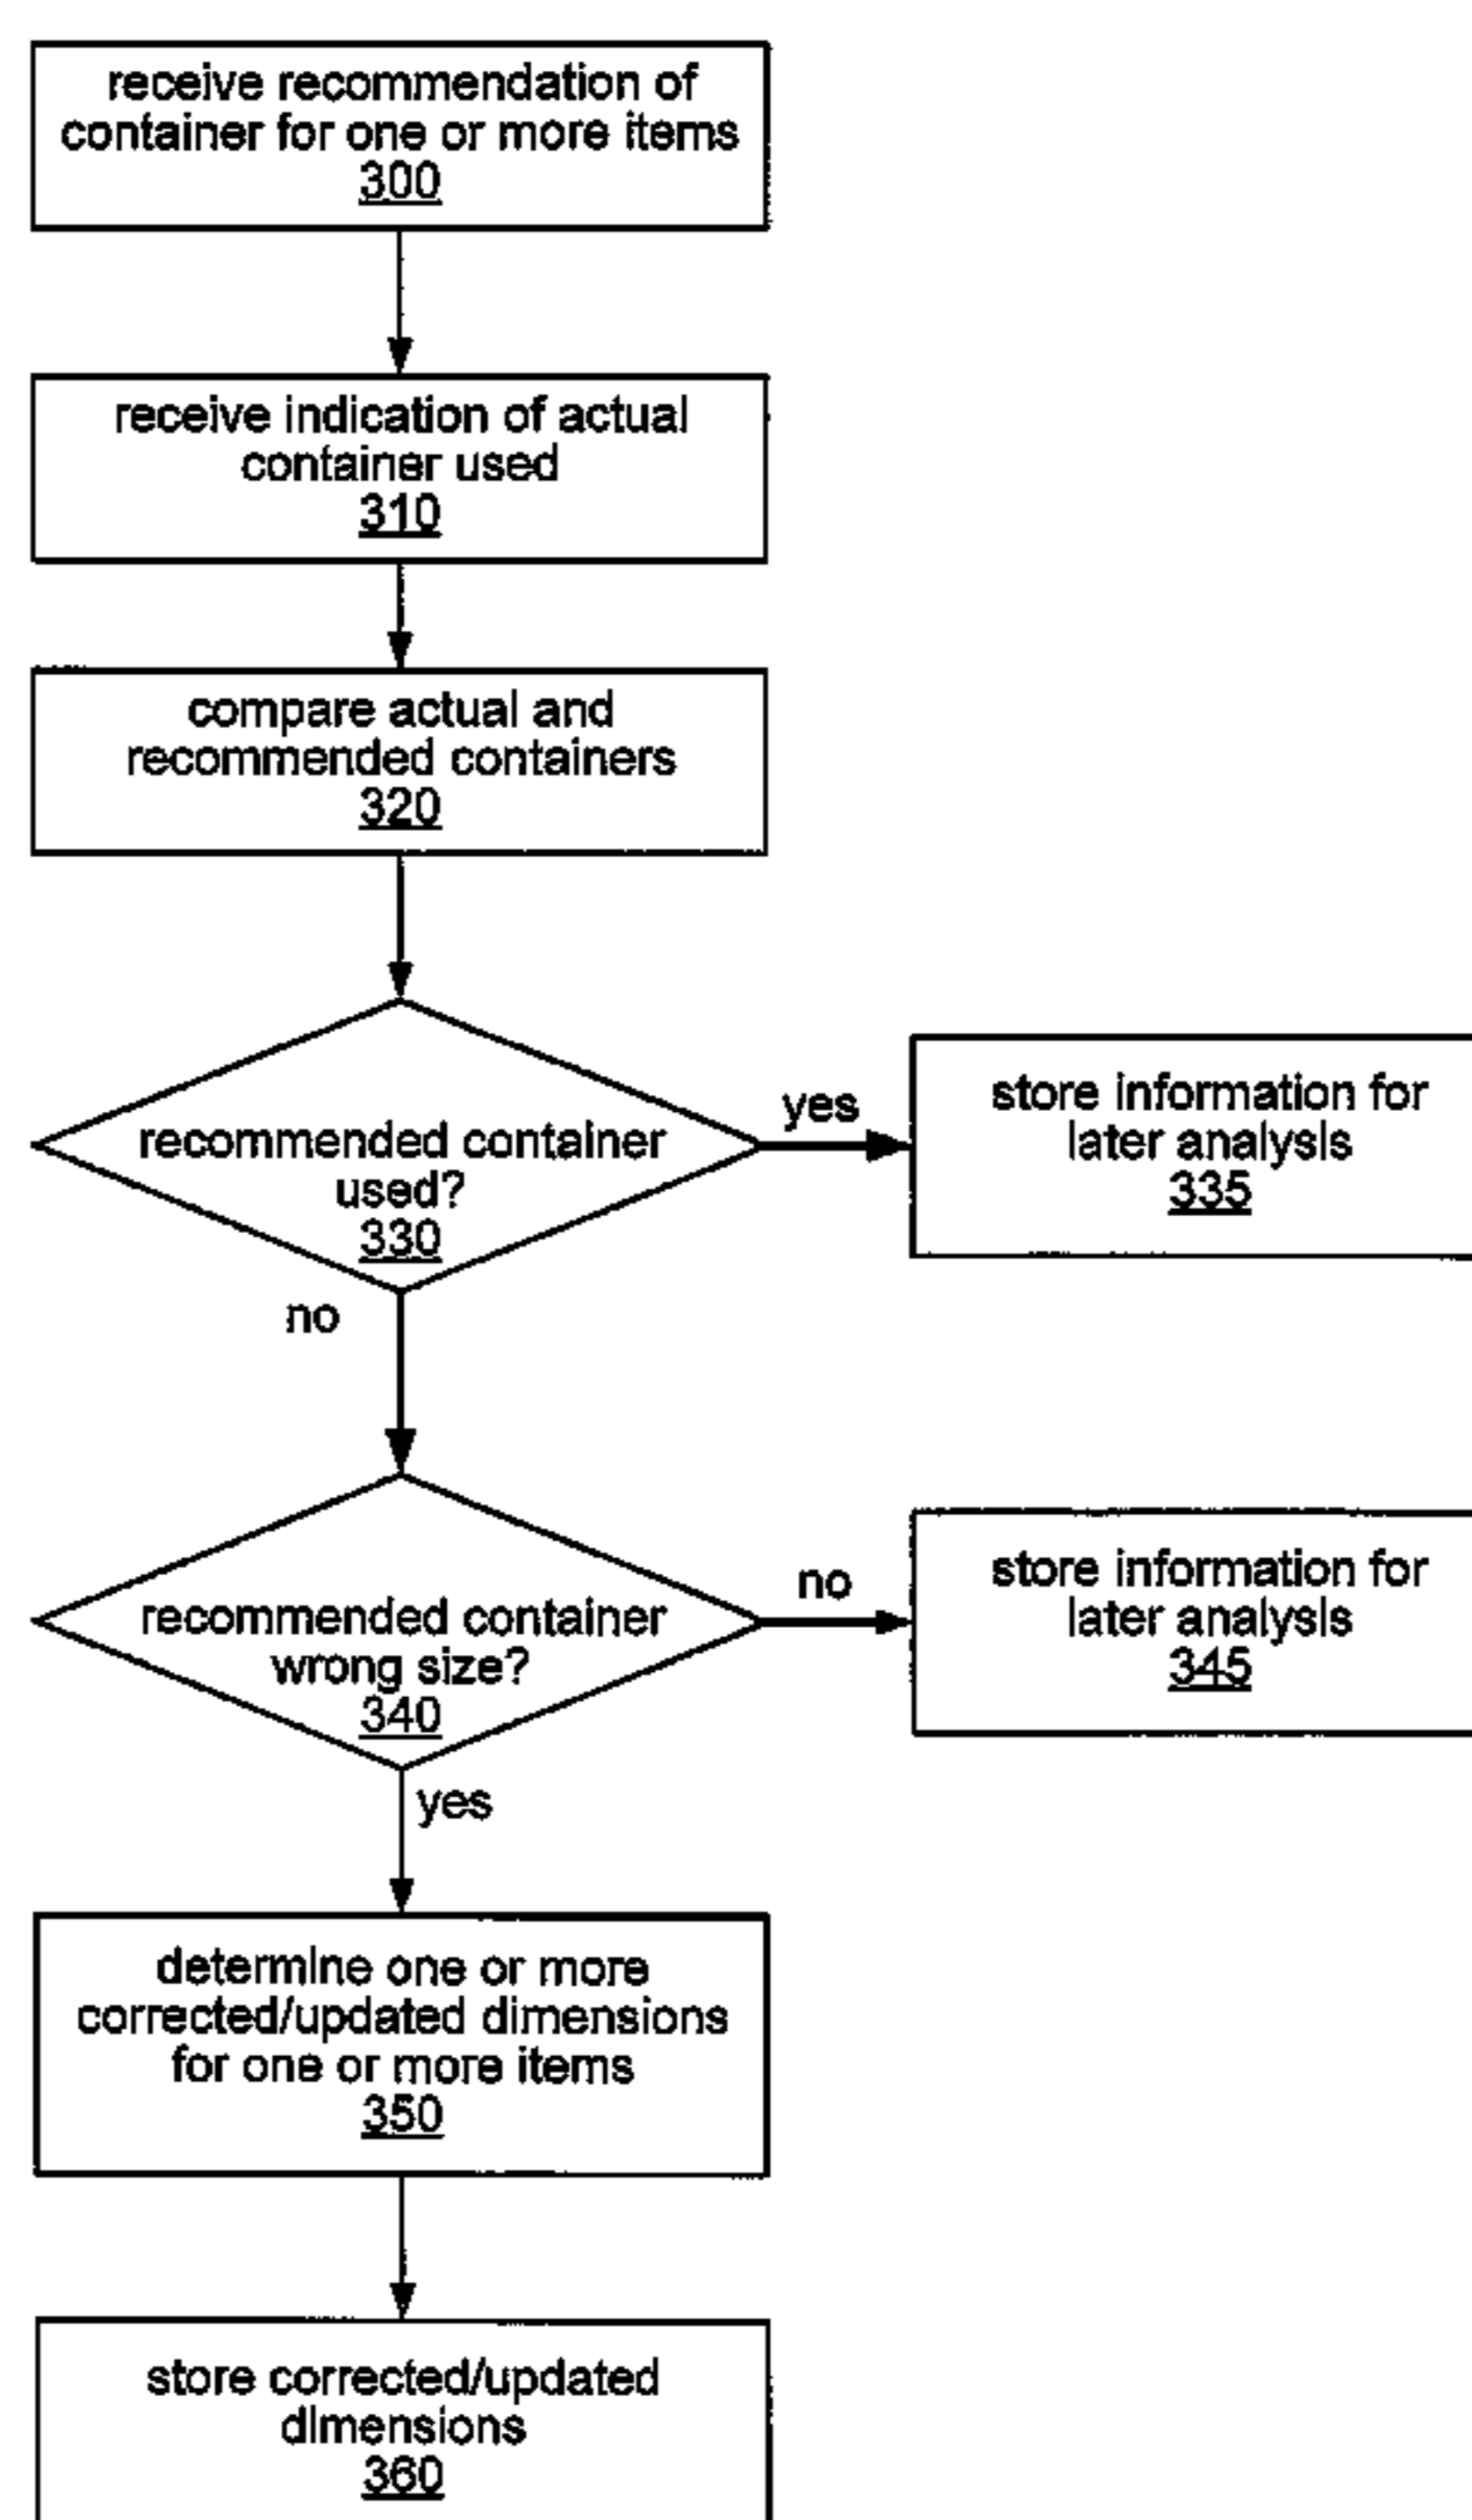 receive recommendation of
container for one or more items
300
receive indication of actual
container used
310
compare actual and
recommended containers
320
recommended container
used?
330
yes
store information for
later analysis
335
no
recommended container
wrong size?
340
no
store information for
later analysis
345
yes
determine one or more
corrected/updated dimensions
for one or more items
350
store corrected/updated
dimensions
360